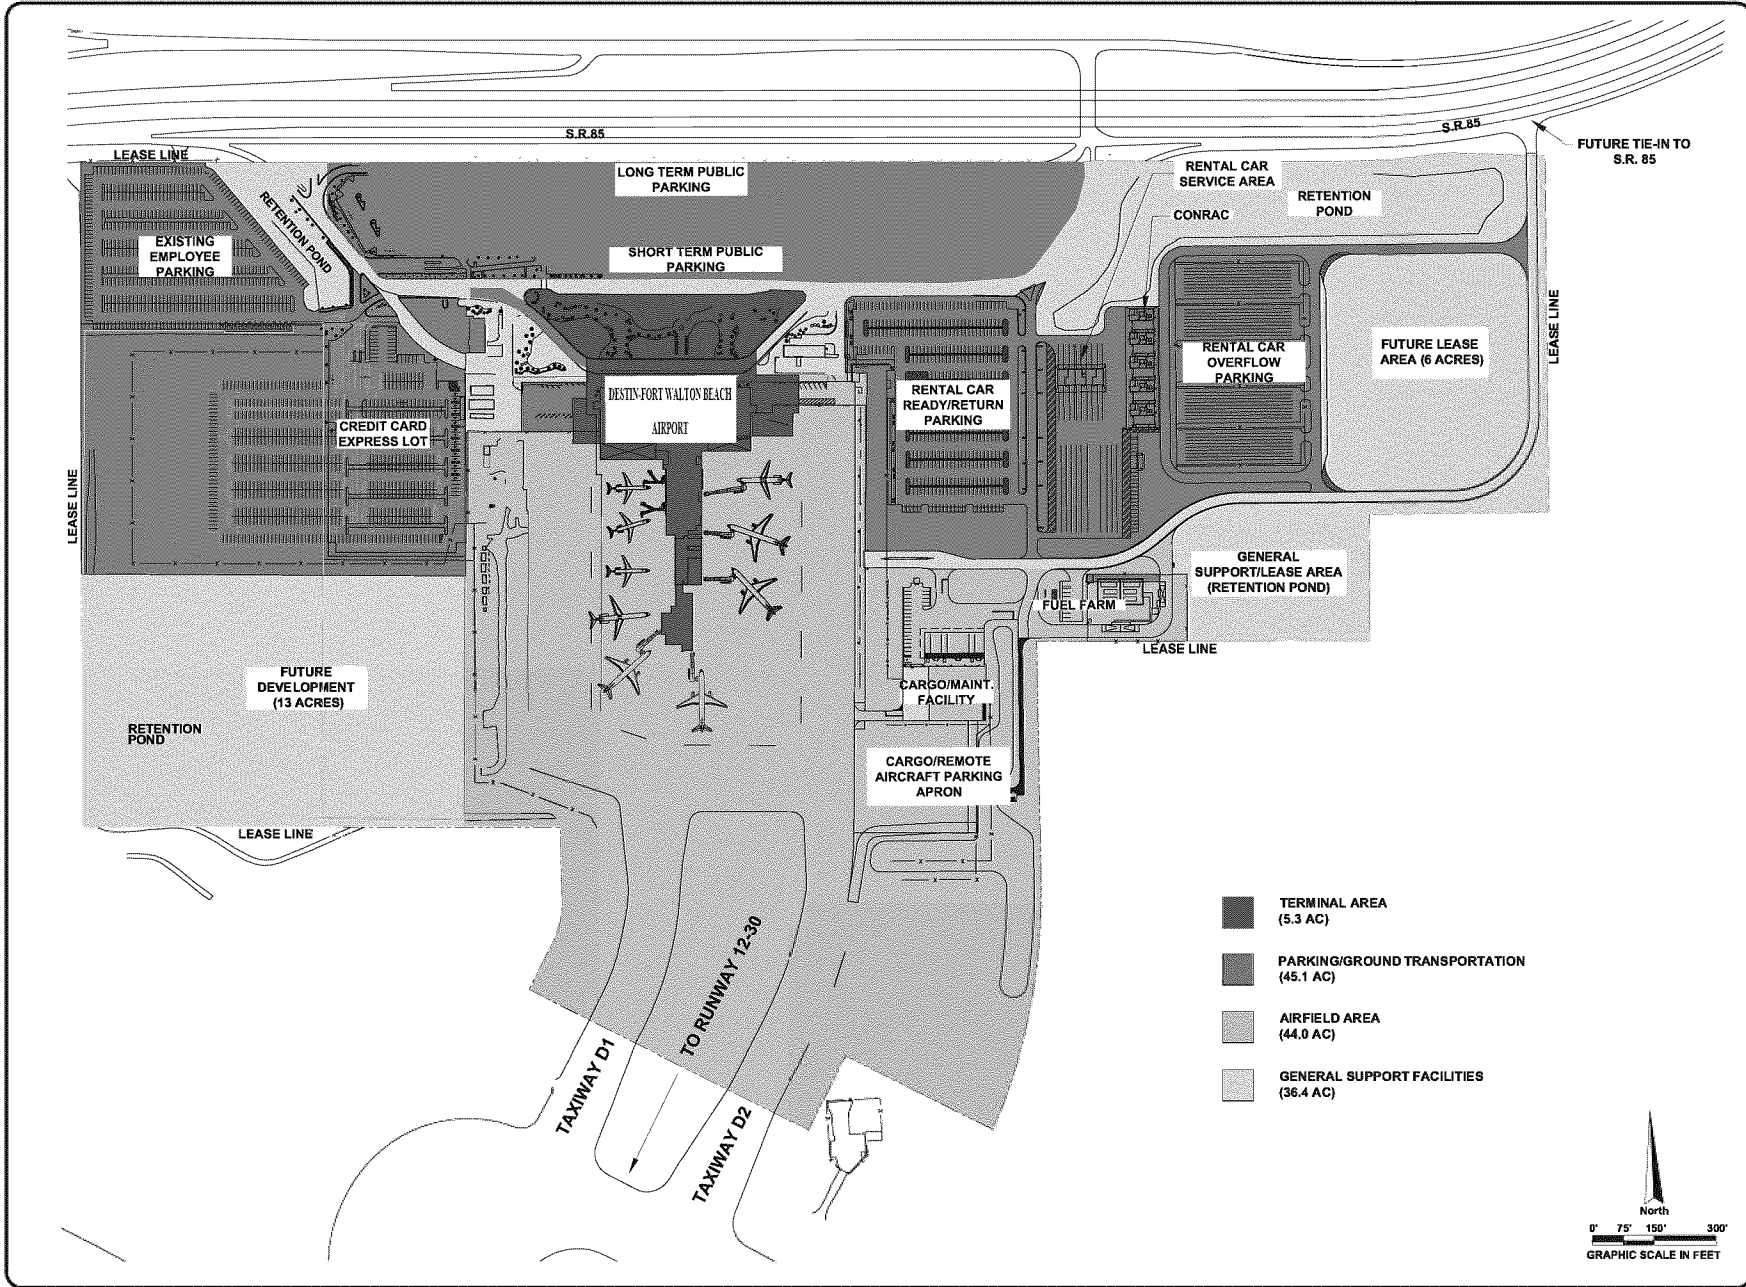 S.R.85
S.R.85
FUTURE TIE-IN TO
S.R. 85
LEASE LINE
LONG TERM PUBLIC
PARKING
RENTAL CAR
SERVICE AREA
RETENTION
POND
CONRAC
RETENTION POND
EXISTING
EMPLOYEE
PARKING
SHORT TERM PUBLIC
PARKING
LEASE LINE
FUTURE LEASE
AREA (6 ACRES)
RENTAL CAR
OVERFLOW
PARKING
RENTAL CAR
READY/RETURN
PARKING
DESTIN-FORT WALTON BEACH
AIRPORT
CREDIT CARD
EXPRESS LOT
LEASE LINE
GENERAL
SUPPORT/LEASE AREA
(RETENTION POND)
FUEL FARM
LEASE LINE
FUTURE
DEVELOPMENT
(13 ACRES)
RETENTION
POND
CARGO/MAINT.
FACILITY
CARGO/REMOTE
AIRCRAFT PARKING
APRON
LEASE LINE
TO RUNWAY 12-30
TAXIWAY D1
TAXIWAY D2
TERMINAL AREA
(5.3 AC)
PARKING/GROUND TRANSPORTATION
(45.1 AC)
AIRFIELD AREA
(44.0 AC)
GENERAL SUPPORT FACILITIES
(36.4 AC)
North
0' 75' 150' 300'
GRAPHIC SCALE IN FEET